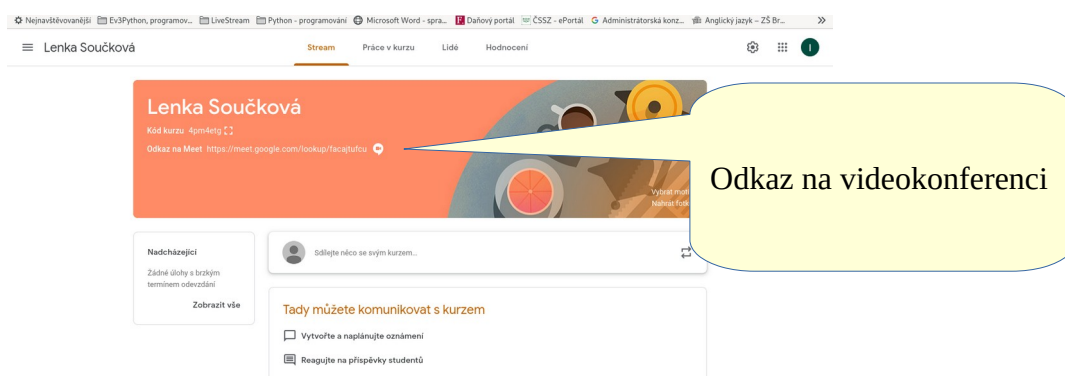 Nejnavštěvovanější Ev3Python, programov... LiveStream Python - programování Microsoft Word - spra... Daňový portál ČSSZ - ePortál Administrátorská konz... Anglický jazyk – ZŠ Br...
Lenka Součková Stream Práce v kurzu Lidé Hodnocení I
Lenka Součková
Kód kurzu 4pm4etg
Odkaz na Meet https://meet.google.com/lookup/facajtufcu
Odkaz na videokonferenci
Vybrat moti
Nahrát fotk
Nadcházející
Žádné úlohy s brzkým
termínem odevzdání
Zobrazit vše
Sdílejte něco se svým kurzem...
Tady můžete komunikovat s kurzem
Vytvořte a naplánujte oznámení
Reagujte na příspěvky studentů